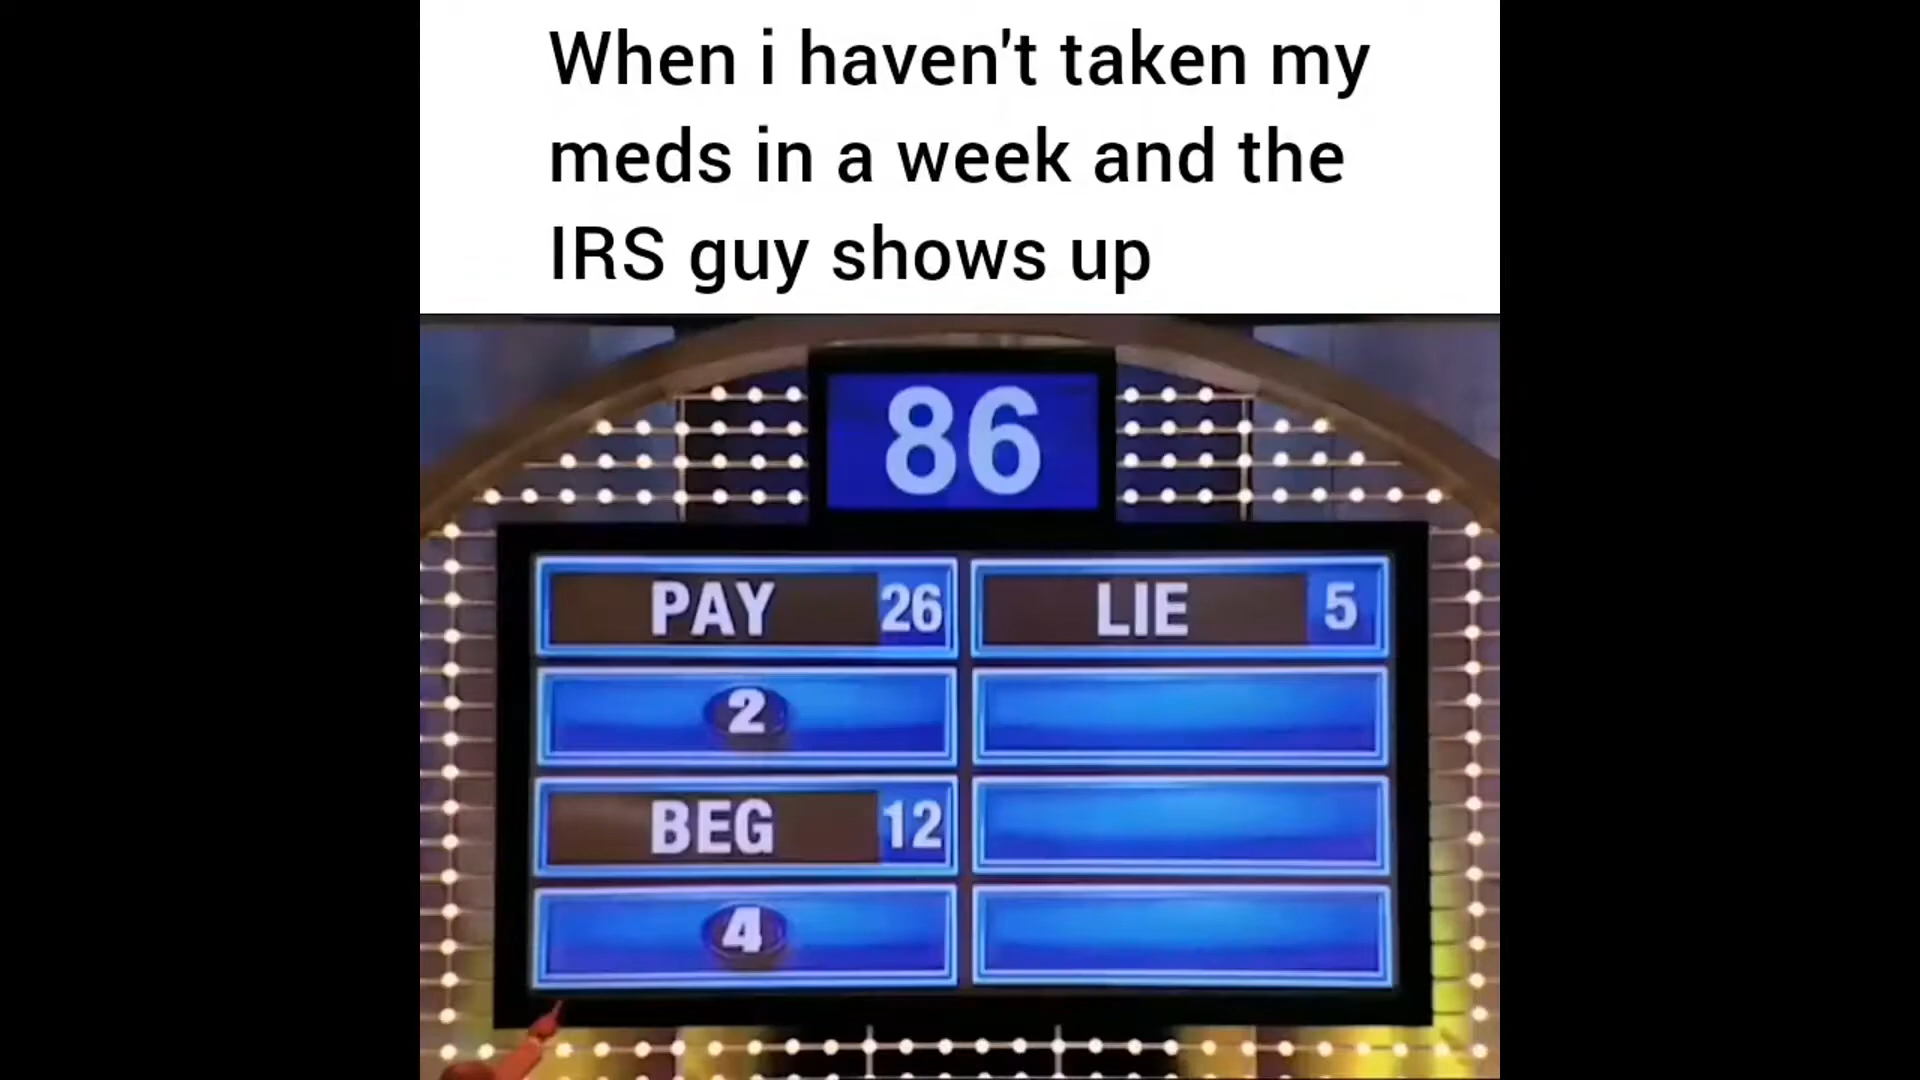 When i haven't taken my
meds in a week and the
IRS guy shows up
86
PAY 26
LIE 5
2
BEG 12
4